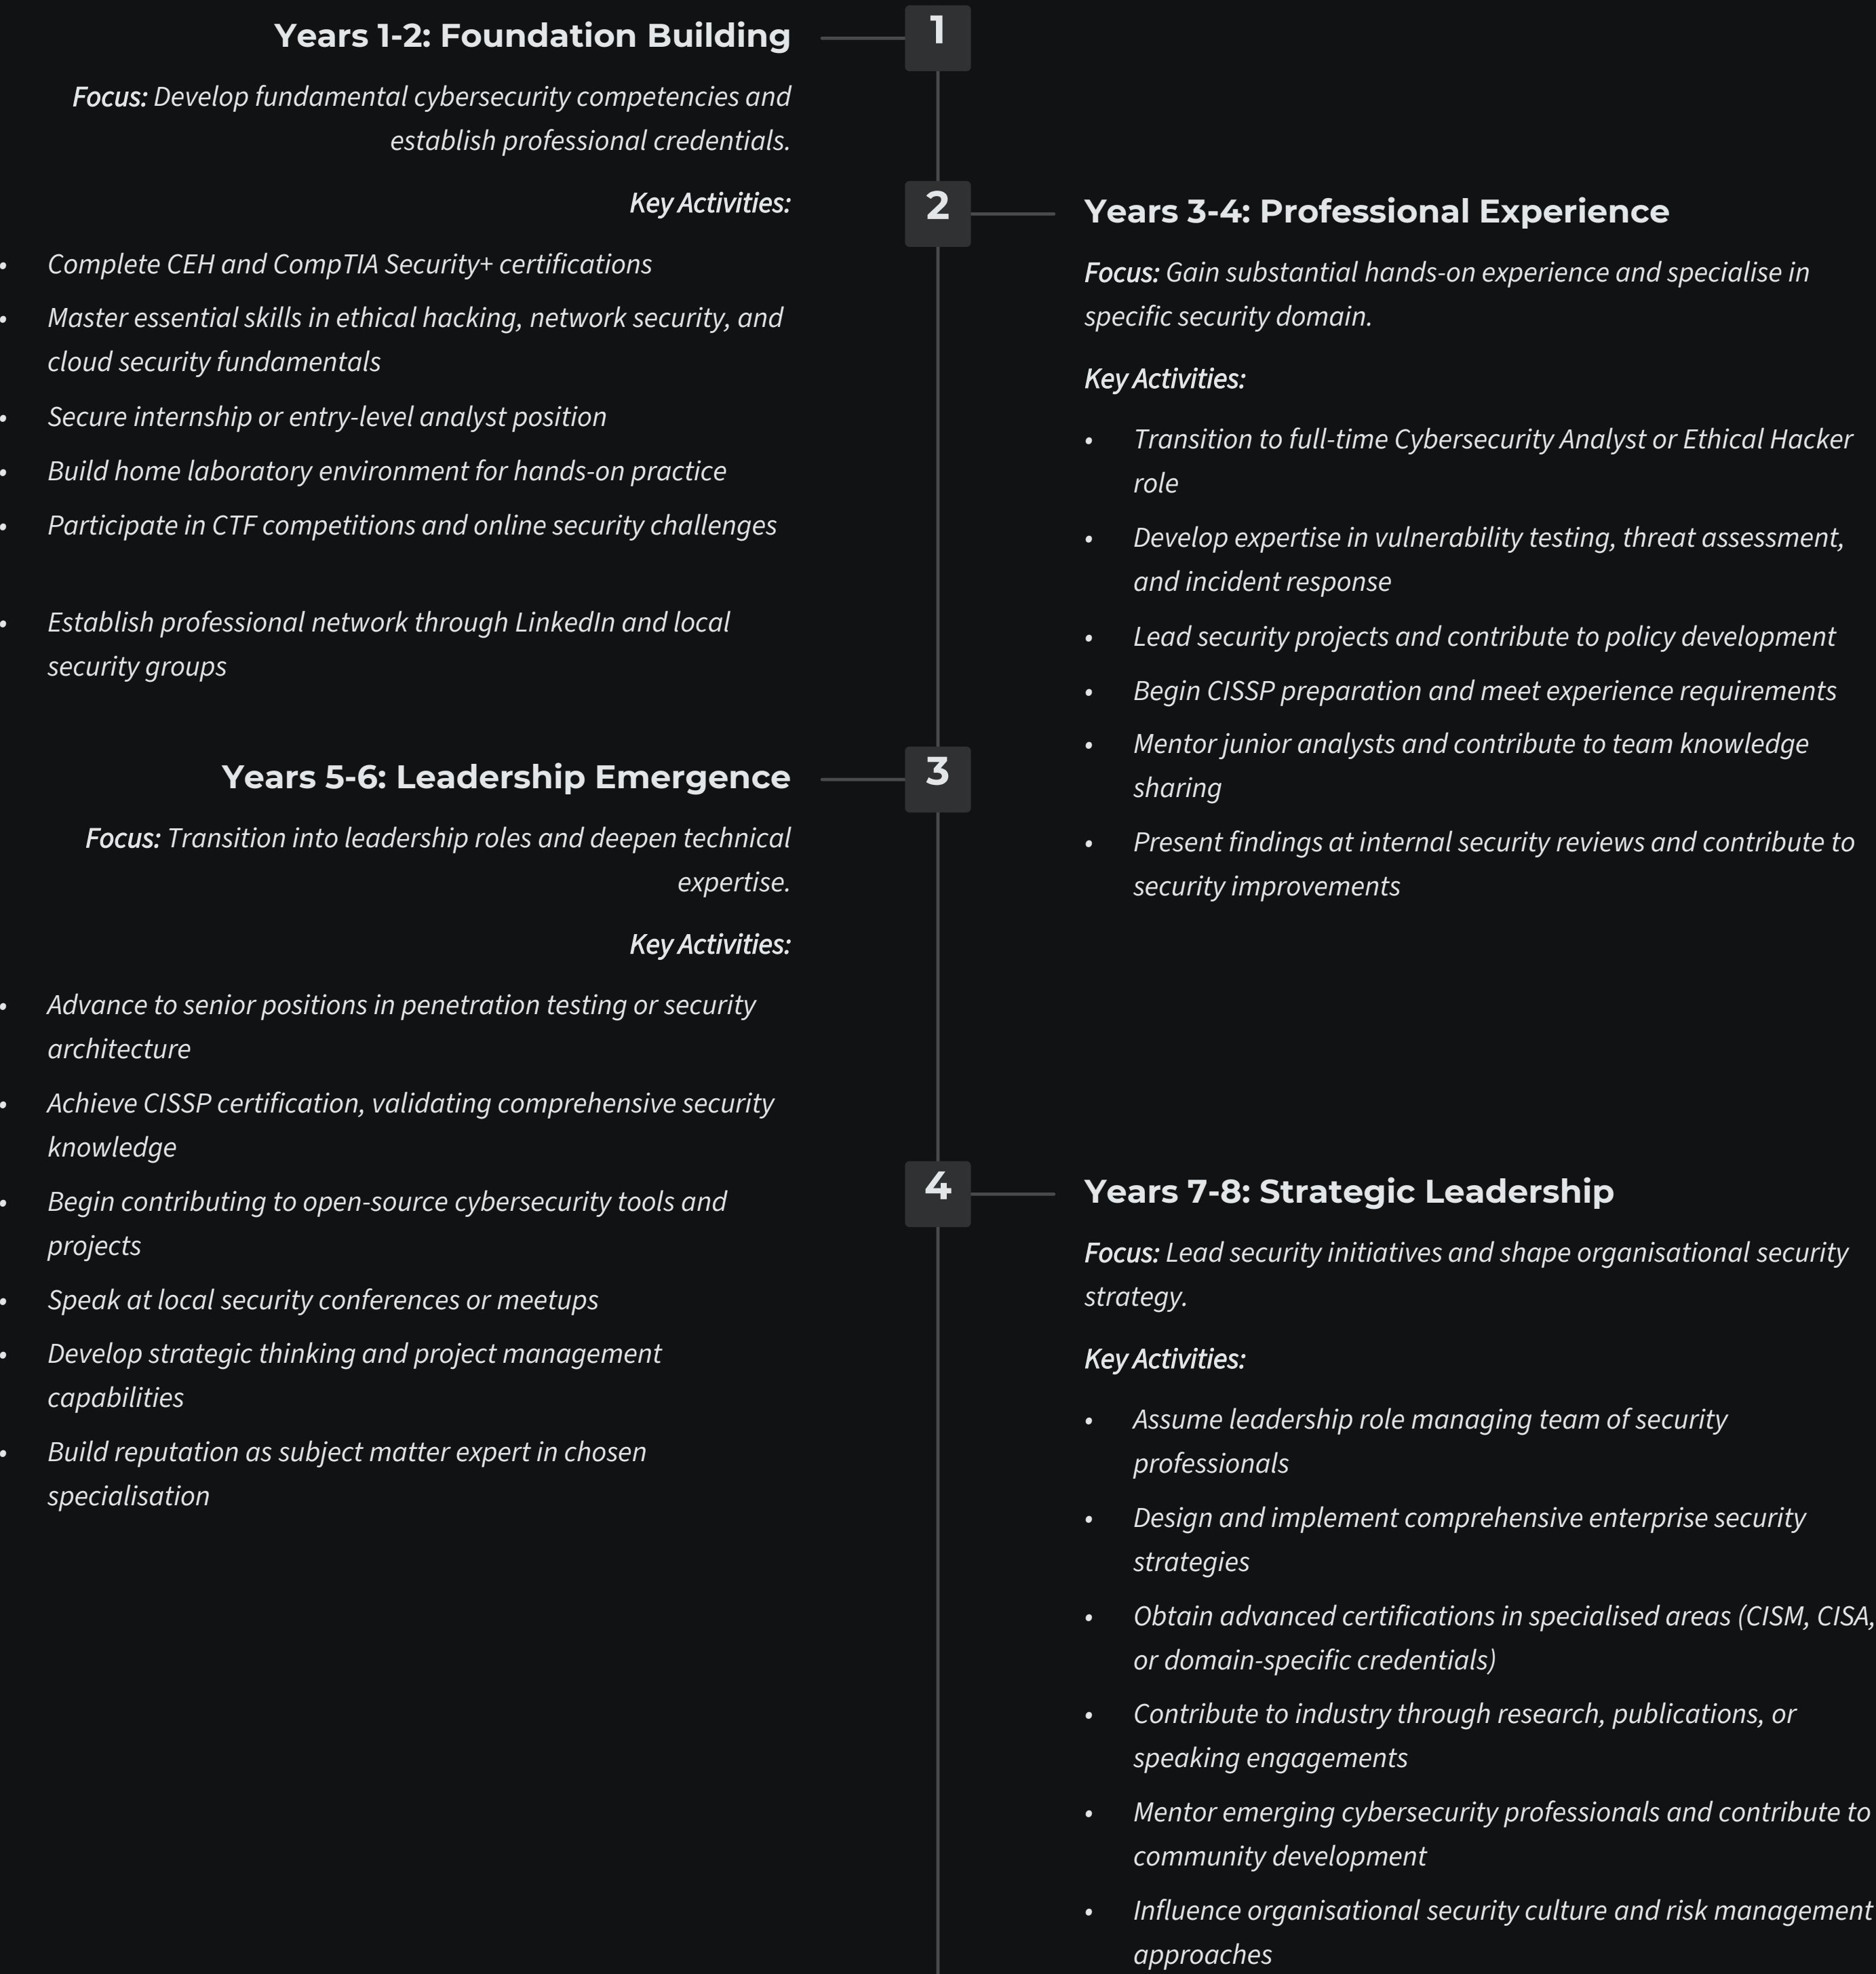 1
Years 1-2: Foundation Building
Focus: Develop fundamental cybersecurity competencies and
establish professional credentials.
Key Activities:
• Complete CEH and CompTIA Security+ certifications
• Master essential skills in ethical hacking, network security, and
cloud security fundamentals
• Secure internship or entry-level analyst position
• Build home laboratory environment for hands-on practice
• Participate in CTF competitions and online security challenges
• Establish professional network through LinkedIn and local
security groups
2
Years 3-4: Professional Experience
Focus: Gain substantial hands-on experience and specialise in
specific security domain.
Key Activities:
• Transition to full-time Cybersecurity Analyst or Ethical Hacker
role
• Develop expertise in vulnerability testing, threat assessment,
and incident response
• Lead security projects and contribute to policy development
• Begin CISSP preparation and meet experience requirements
• Mentor junior analysts and contribute to team knowledge
sharing
• Present findings at internal security reviews and contribute to
security improvements
3
Years 5-6: Leadership Emergence
Focus: Transition into leadership roles and deepen technical
expertise.
Key Activities:
• Advance to senior positions in penetration testing or security
architecture
• Achieve CISSP certification, validating comprehensive security
knowledge
• Begin contributing to open-source cybersecurity tools and
projects
• Speak at local security conferences or meetups
• Develop strategic thinking and project management
capabilities
• Build reputation as subject matter expert in chosen
specialisation
4
Years 7-8: Strategic Leadership
Focus: Lead security initiatives and shape organisational security
strategy.
Key Activities:
• Assume leadership role managing team of security
professionals
• Design and implement comprehensive enterprise security
strategies
• Obtain advanced certifications in specialised areas (CISM, CISA,
or domain-specific credentials)
• Contribute to industry through research, publications, or
speaking engagements
• Mentor emerging cybersecurity professionals and contribute to
community development
• Influence organisational security culture and risk management
approaches